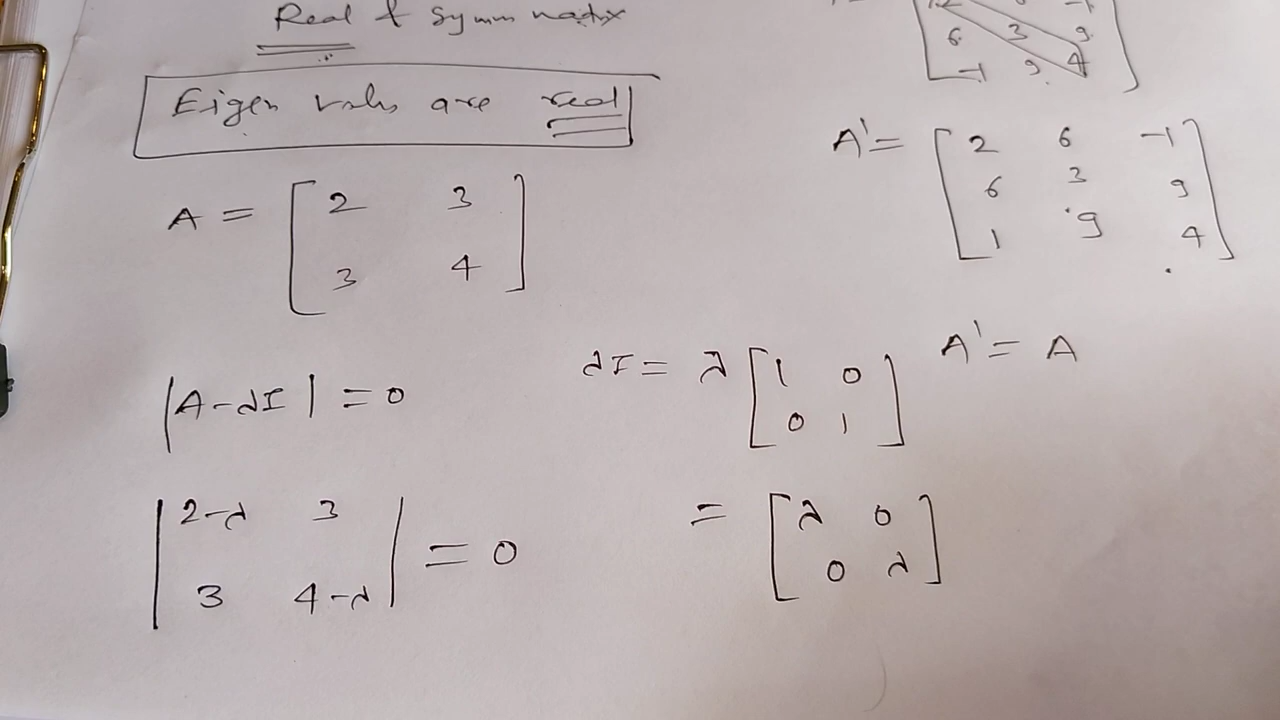 Real & Symm matrix
Eigen valus are real
A = [ 2 3
3 4 ]
|A-λI| = 0
| 2-λ 3
3 4-λ | = 0
6 3 9
-1 9 4 ]
A' = [ 2 6 -1
6 3 9
1 9 4 ]
A' = A
λI = λ [ 1 0
0 1 ]
= [ λ 0
0 λ ]